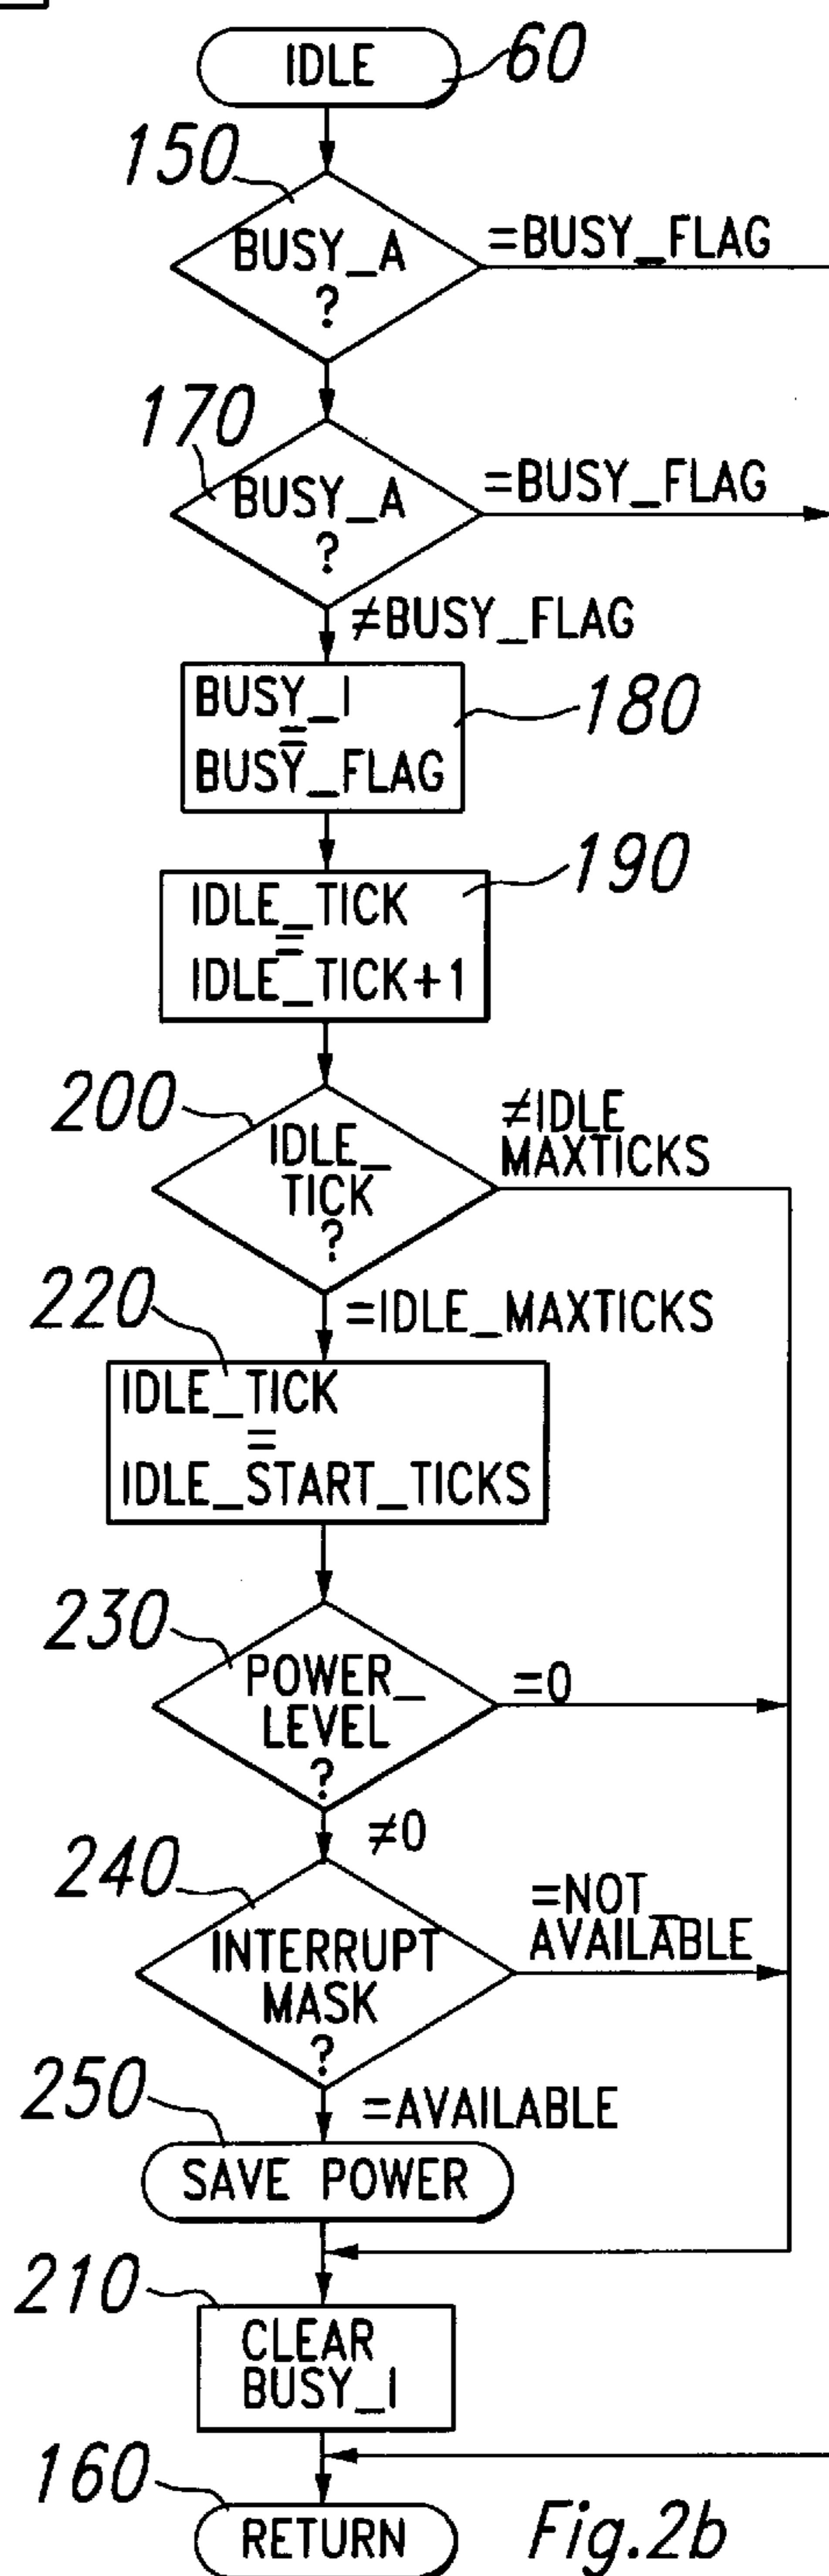 IDLE
60
150
BUSY_A
?
=BUSY_FLAG
170
BUSY_A
?
=BUSY_FLAG
≠BUSY_FLAG
BUSY_I
=
BUSY_FLAG
180
IDLE_TICK
=
IDLE_TICK+1
190
200
IDLE_
TICK
?
≠IDLE
MAXTICKS
=IDLE_MAXTICKS
220
IDLE_TICK
=
IDLE_START_TICKS
230
POWER_
LEVEL
?
=0
≠0
240
INTERRUPT
MASK
?
=NOT_
AVAILABLE
=AVAILABLE
250
SAVE POWER
210
CLEAR
BUSY_I
160
RETURN
Fig.2b